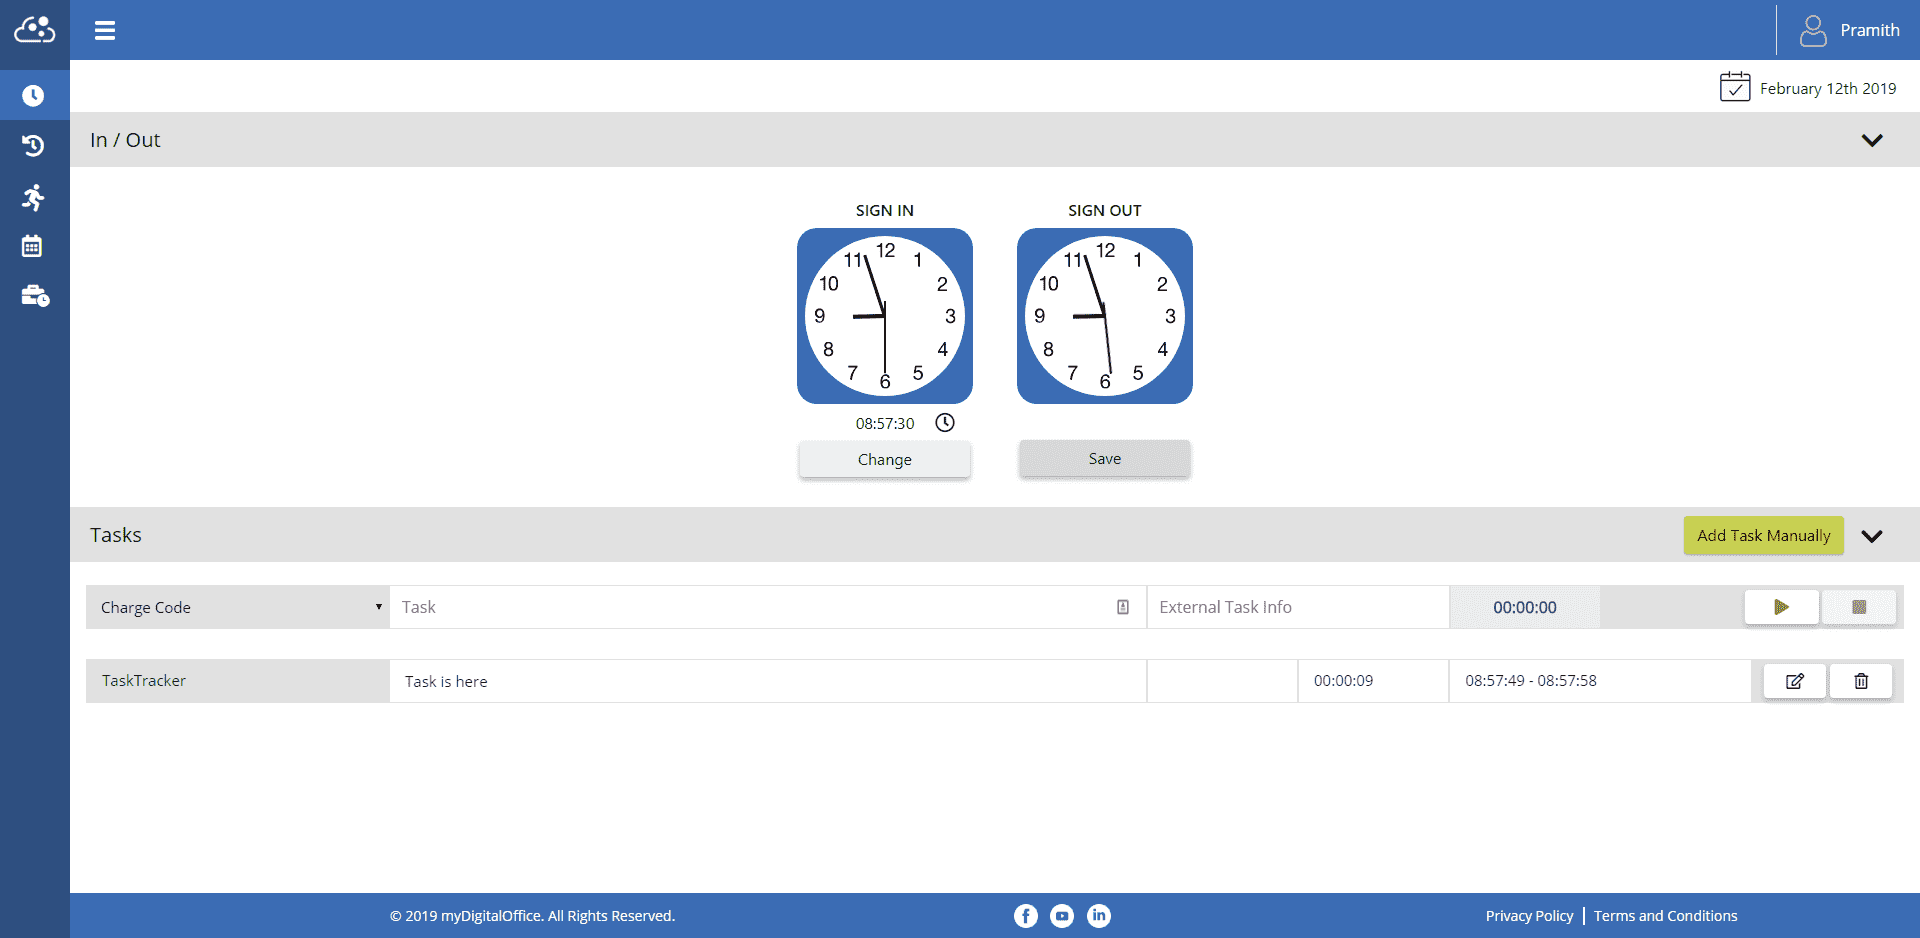 Pramith
February 12th 2019
In / Out
SIGN IN
SIGN OUT
12
1
2
3
4
5
6
7
8
9
10
11
12
1
2
3
4
5
6
7
8
9
10
11
08:57:30
Change
Save
Tasks
Add Task Manually
Charge Code
Task
External Task Info
00:00:00
TaskTracker
Task is here
00:00:09
08:57:49 - 08:57:58
© 2019 myDigitalOffice. All Rights Reserved.
Privacy Policy | Terms and Conditions